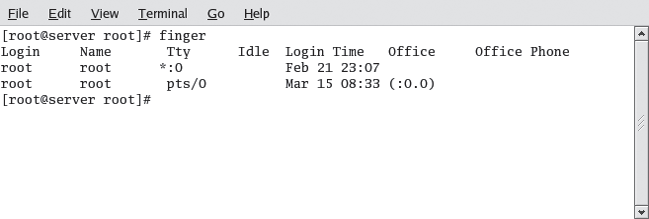 File Edit View Terminal Go Help
[root@server root]# finger
Login     Name       Tty      Idle  Login Time   Office     Office Phone
root      root      *:0             Feb 21 23:07
root      root       pts/0          Mar 15 08:33 (:0.0)
[root@server root]#